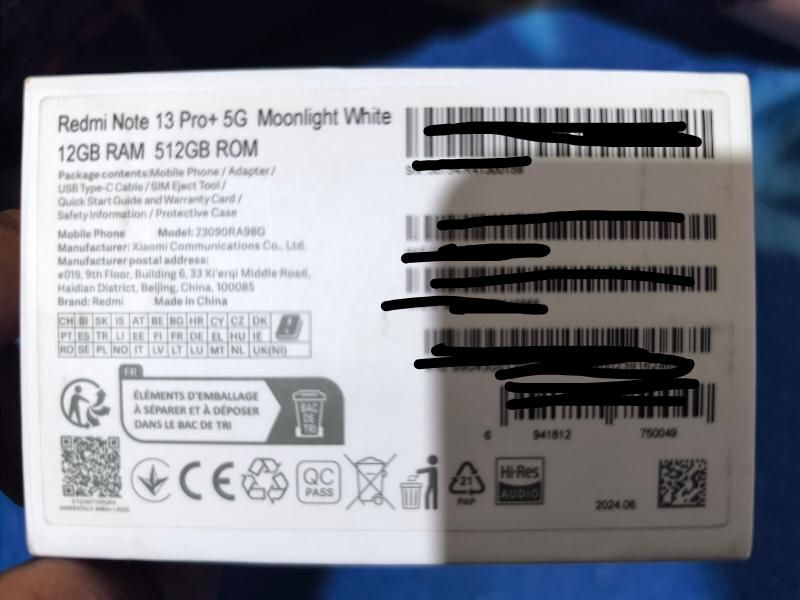 Redmi Note 13 Pro+ 5G Moonlight White
12GB RAM 512GB ROM
Package contents:Mobile Phone / Adapter /
USB Type-C Cable / SIM Eject Tool /
Quick Start Guide and Warranty Card /
Safety Information / Protective Case
Mobile Phone Model: 23090RA98G
Manufacturer: Xiaomi Communications Co., Ltd.
Manufacturer postal address:
#019, 9th Floor, Building 6, 33 Xi'erqi Middle Road,
Haidian District, Beijing, China, 100085
Brand: Redmi Made in China
CH SI SK IS AT BE BG HR CY CZ DK
PT ES TR LI EE FI FR DE EL HU IE
RO SE PL NO IT LV LT LU MT NL UK(NI)
FR
ÉLÉMENTS D'EMBALLAGE
À SÉPARER ET À DÉPOSER
DANS LE BAC DE TRI
BAC
DE
TRI
6 941812 750049
CE
QC
PASS
21
PAP
Hi-Res
AUDIO
2024.06